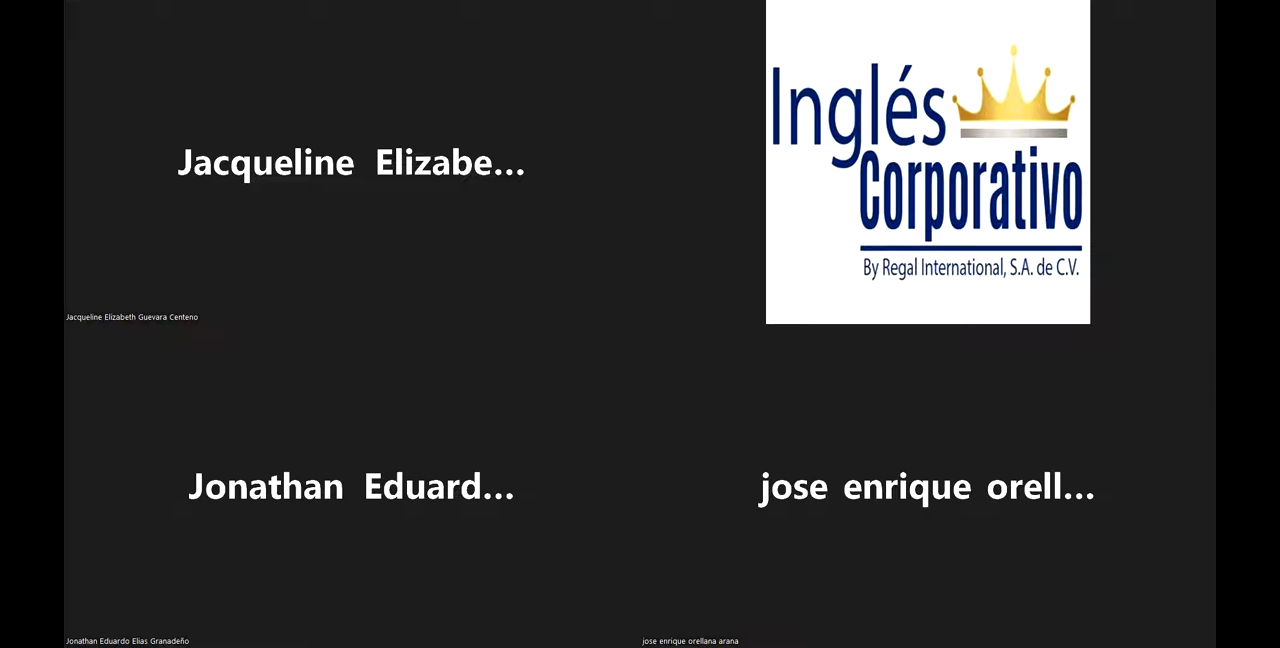 Jacqueline Elizabe...
Jacqueline Elizabeth Guevara Centeno
Inglés
Corporativo
By Regal International, S.A. de C.V.
Jonathan Eduard...
Jonathan Eduardo Elias Granadeño
jose enrique orell...
jose enrique orellana arana